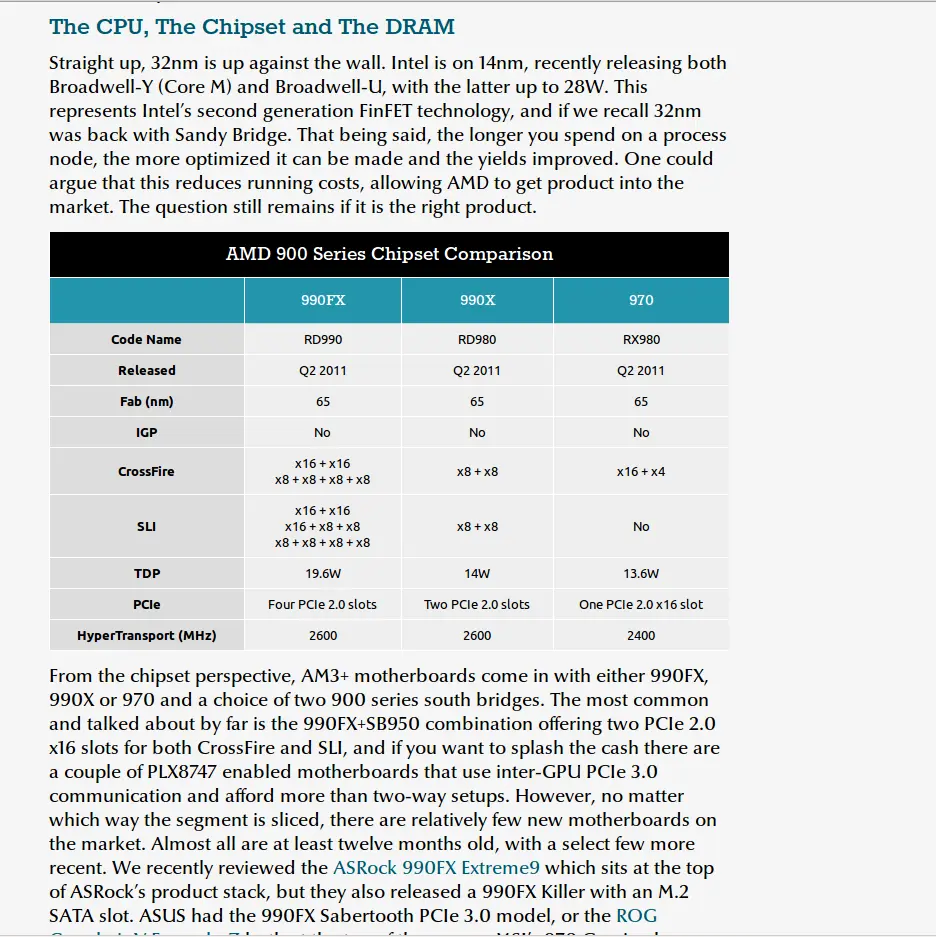 The CPU, The Chipset and The DRAM
Straight up, 32nm is up against the wall. Intel is on 14nm, recently releasing both
Broadwell-Y (Core M) and Broadwell-U, with the latter up to 28W. This
represents Intel’s second generation FinFET technology, and if we recall 32nm
was back with Sandy Bridge. That being said, the longer you spend on a process
node, the more optimized it can be made and the yields improved. One could
argue that this reduces running costs, allowing AMD to get product into the
market. The question still remains if it is the right product.
AMD 900 Series Chipset Comparison
990FX 990X 970
Code Name RD990 RD980 RX980
Released Q2 2011 Q2 2011 Q2 2011
Fab (nm) 65 65 65
IGP No No No
CrossFire x16 + x16 x8 + x8 x16 + x4
x8 + x8 + x8 + x8
SLI x16 + x16 x8 + x8 No
x16 + x8 + x8
x8 + x8 + x8 + x8
TDP 19.6W 14W 13.6W
PCIe Four PCIe 2.0 slots Two PCIe 2.0 slots One PCIe 2.0 x16 slot
HyperTransport (MHz) 2600 2600 2400
From the chipset perspective, AM3+ motherboards come in with either 990FX,
990X or 970 and a choice of two 900 series south bridges. The most common
and talked about by far is the 990FX+SB950 combination offering two PCIe 2.0
x16 slots for both CrossFire and SLI, and if you want to splash the cash there are
a couple of PLX8747 enabled motherboards that use inter-GPU PCIe 3.0
communication and afford more than two-way setups. However, no matter
which way the segment is sliced, there are relatively few new motherboards on
the market. Almost all are at least twelve months old, with a select few more
recent. We recently reviewed the ASRock 990FX Extreme9 which sits at the top
of ASRock’s product stack, but they also released a 990FX Killer with an M.2
SATA slot. ASUS had the 990FX Sabertooth PCIe 3.0 model, or the ROG